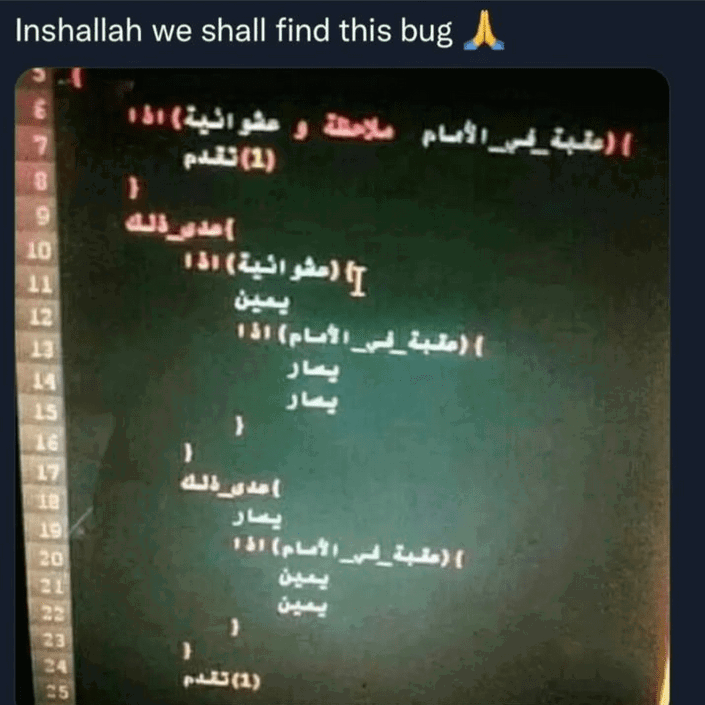 Inshallah we shall find this bug 🙏
5 }
6 اذا (عشوائية و ملاحظة عقبة_في_الأمام) {
7 تقدم(1)
8 }
9 عدى_ذلك{
10 اذا (عشوائية) {
11 يمين
12 اذا (عقبة_في_الأمام) {
13 يسار
14 يسار
15 }
16 }
17 عدى_ذلك{
18 يسار
19 اذا (عقبة_في_الأمام) {
20 يمين
21 يمين
22 }
23 }
24 تقدم(1)
25